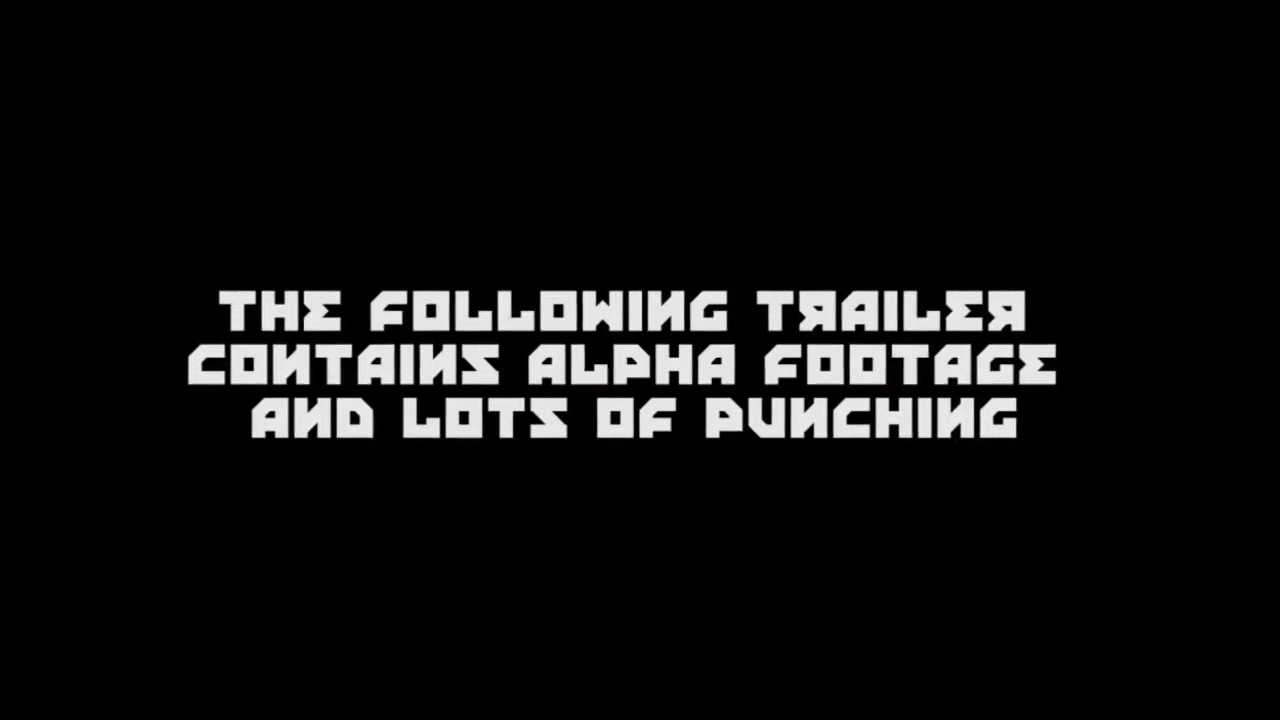 THE FOLLOWING TRAILER
CONTAINS ALPHA FOOTAGE
AND LOTS OF PUNCHING